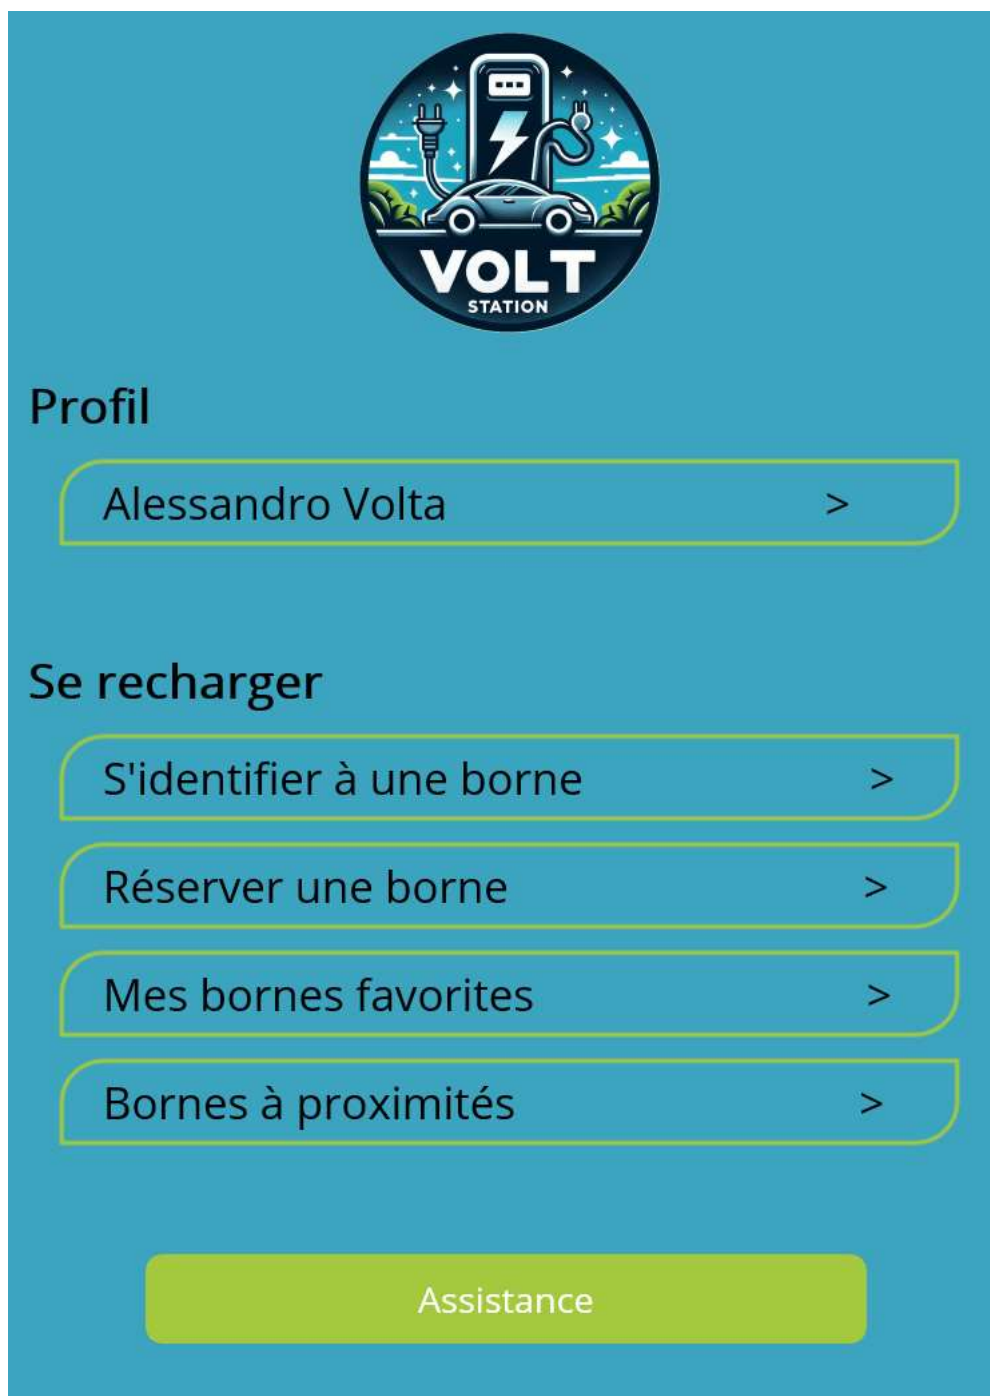 VOLT
STATION
Profil
Alessandro Volta >
Se recharger
S'identifier à une borne >
Réserver une borne >
Mes bornes favorites >
Bornes à proximités >
Assistance